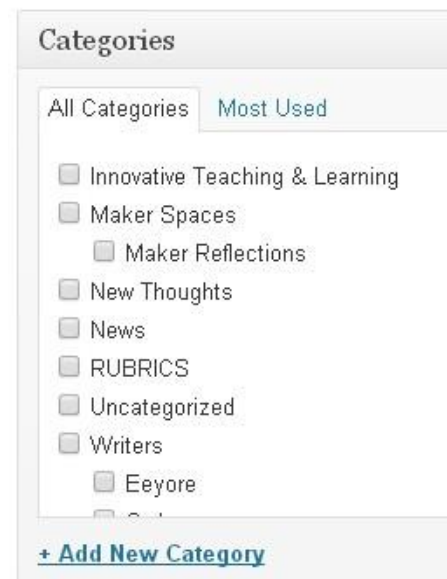 Categories
All Categories Most Used
Innovative Teaching & Learning
Maker Spaces
Maker Reflections
New Thoughts
News
RUBRICS
Uncategorized
Writers
Eeyore
+ Add New Category